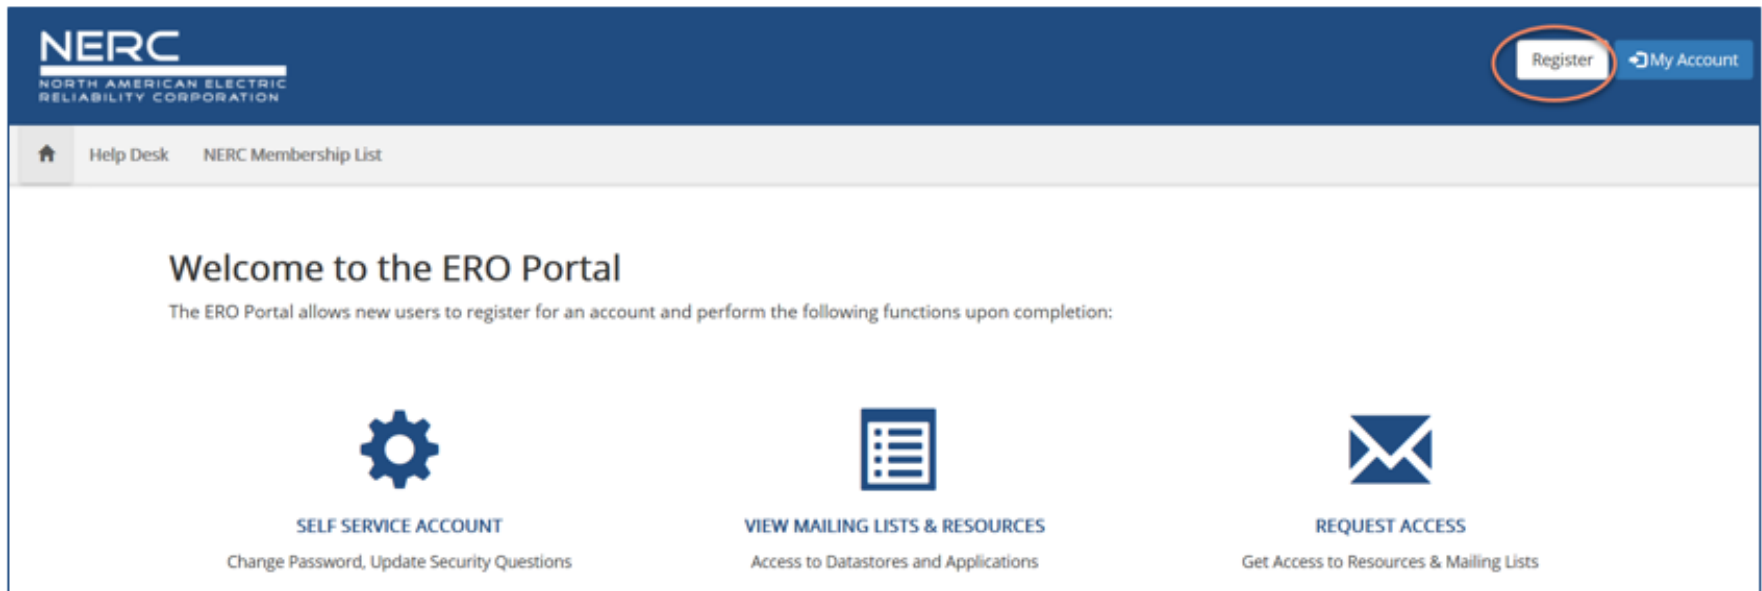 NERC
NORTH AMERICAN ELECTRIC
RELIABILITY CORPORATION
Register
My Account
Help Desk
NERC Membership List
Welcome to the ERO Portal
The ERO Portal allows new users to register for an account and perform the following functions upon completion:
SELF SERVICE ACCOUNT
Change Password, Update Security Questions
VIEW MAILING LISTS & RESOURCES
Access to Datastores and Applications
REQUEST ACCESS
Get Access to Resources & Mailing Lists